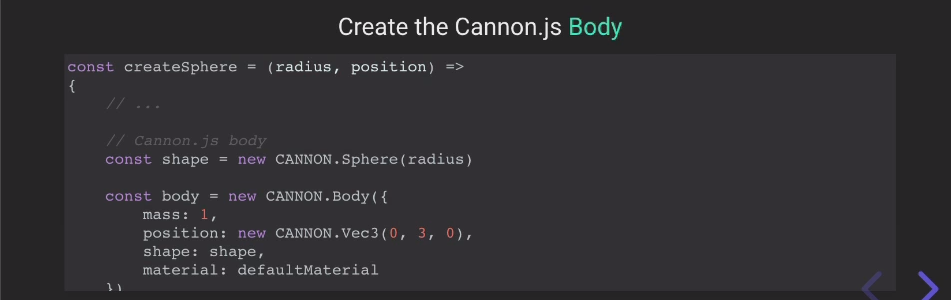 Create the Cannon.js Body
const createSphere = (radius, position) =>
{
    // ...
    // Cannon.js body
    const shape = new CANNON.Sphere(radius)
    const body = new CANNON.Body({
        mass: 1,
        position: new CANNON.Vec3(0, 3, 0),
        shape: shape,
        material: defaultMaterial
    })